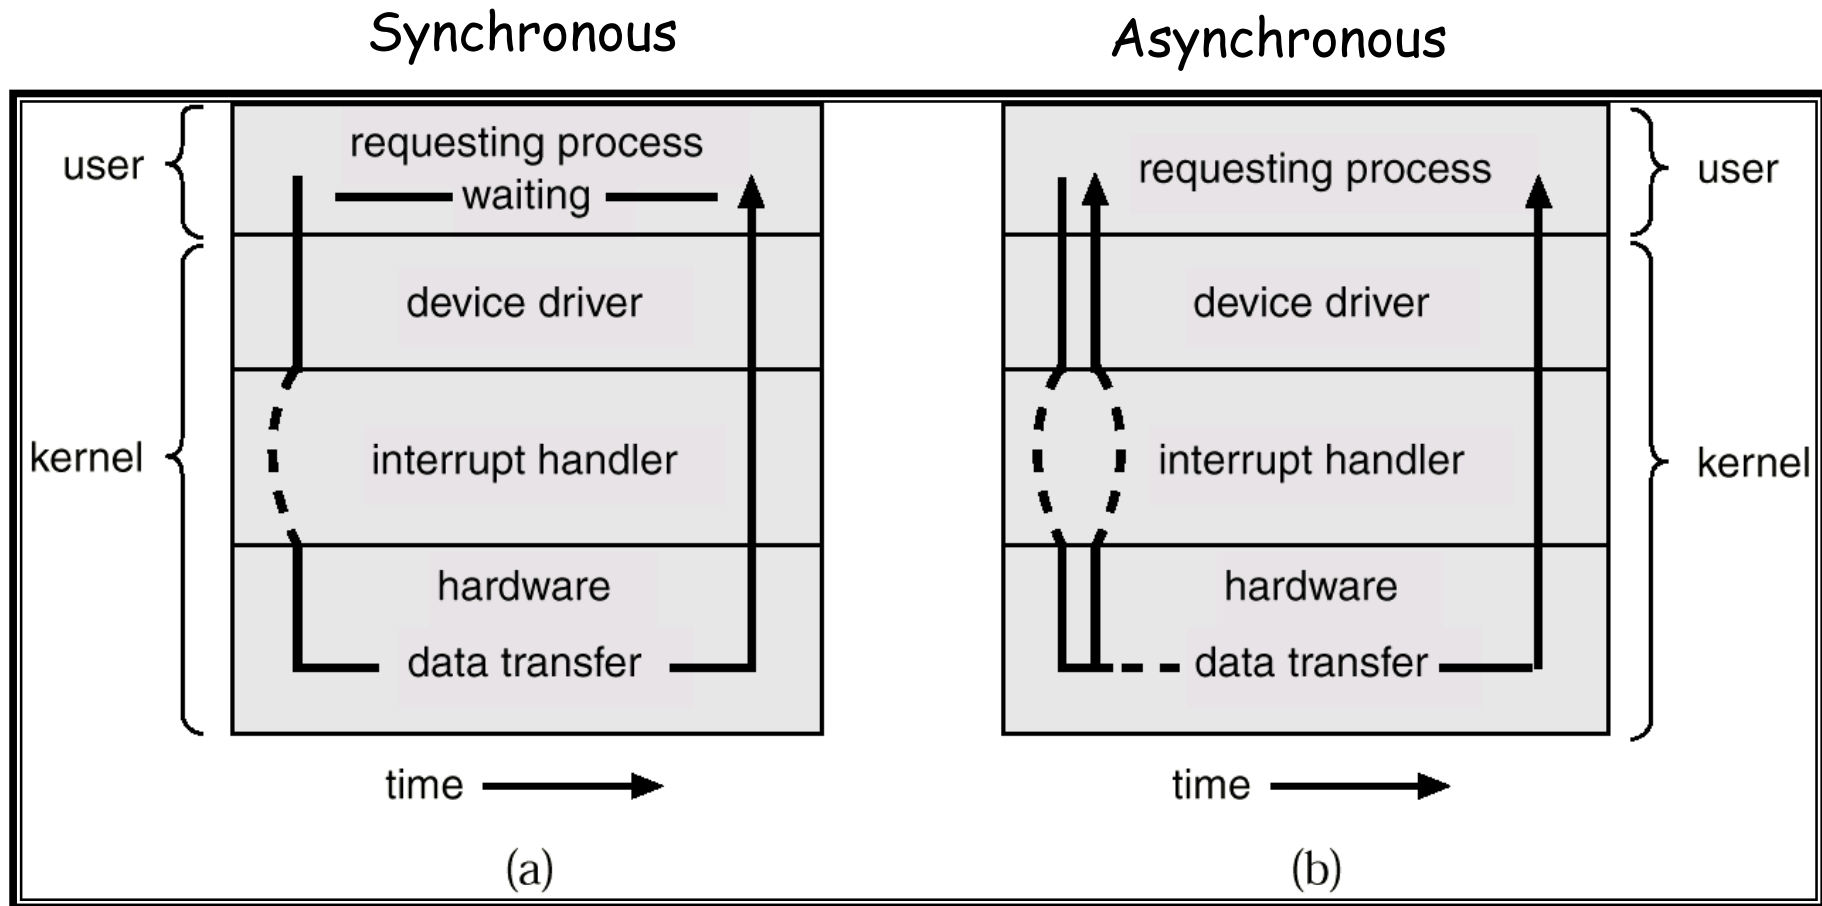 Synchronous
Asynchronous
user
requesting process
waiting
device driver
kernel
interrupt handler
hardware
data transfer
time
(a)
requesting process
user
device driver
interrupt handler
kernel
hardware
data transfer
time
(b)